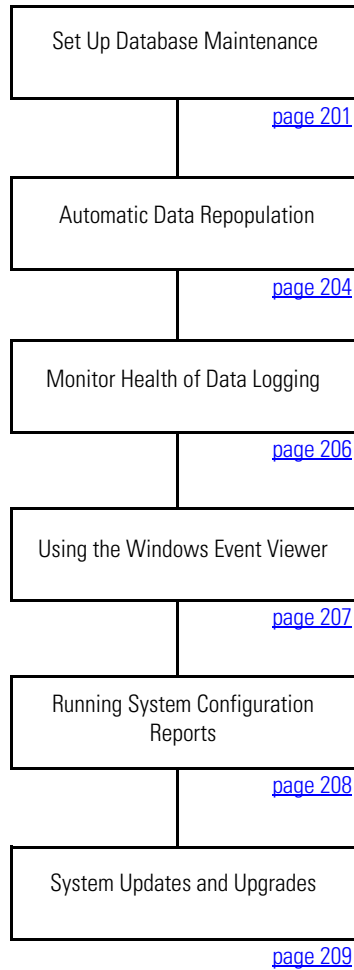 Set Up Database Maintenance
page 201
Automatic Data Repopulation
page 204
Monitor Health of Data Logging
page 206
Using the Windows Event Viewer
page 207
Running System Configuration
Reports
page 208
System Updates and Upgrades
page 209